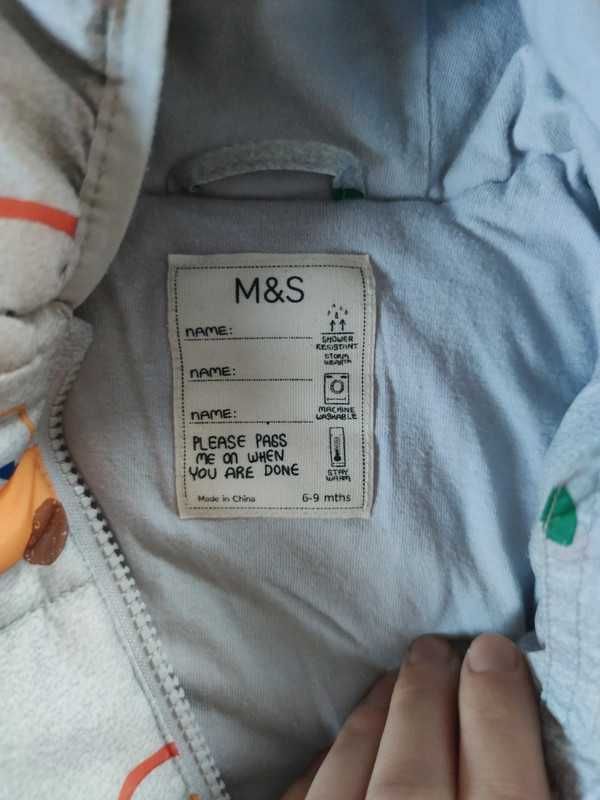 M&S
NAME:
SHOWER
RESISTANT
STORM
WEAR™
NAME:
MACHINE
WASHABLE
NAME:
PLEASE PASS
ME ON WHEN
YOU ARE DONE
STAY
WARM
Made in China
6-9 mths